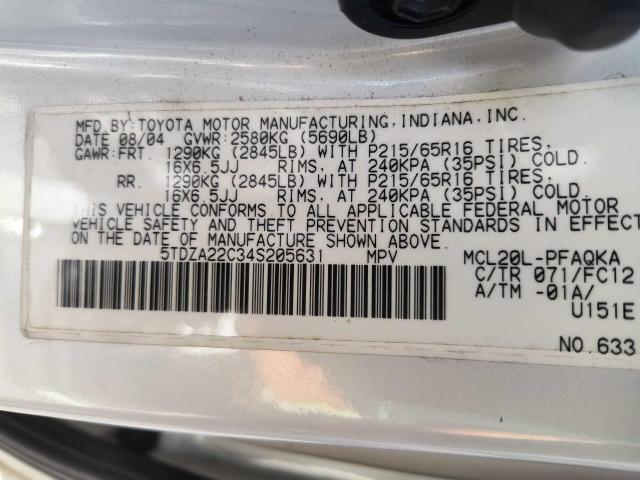 MFD.BY:TOYOTA MOTOR MANUFACTURING,INDIANA,INC.
DATE 08/04 GVWR:2580KG (5690LB)
GAWR:FRT. 1290KG (2845LB) WITH P215/65R16 TIRES.
16X6.5JJ RIMS, AT 240KPA (35PSI) COLD.
RR. 1290KG (2845LB) WITH P215/65R16 TIRES.
16X6.5JJ RIMS, AT 240KPA (35PSI) COLD.
THIS VEHICLE CONFORMS TO ALL APPLICABLE FEDERAL MOTOR
VEHICLE SAFETY AND THEFT PREVENTION STANDARDS IN EFFECT
ON THE DATE OF MANUFACTURE SHOWN ABOVE.
5TDZA22C34S205631 MPV MCL20L-PFAQKA
C/TR 071/FC12
A/TM -01A/
U151E
NO.633